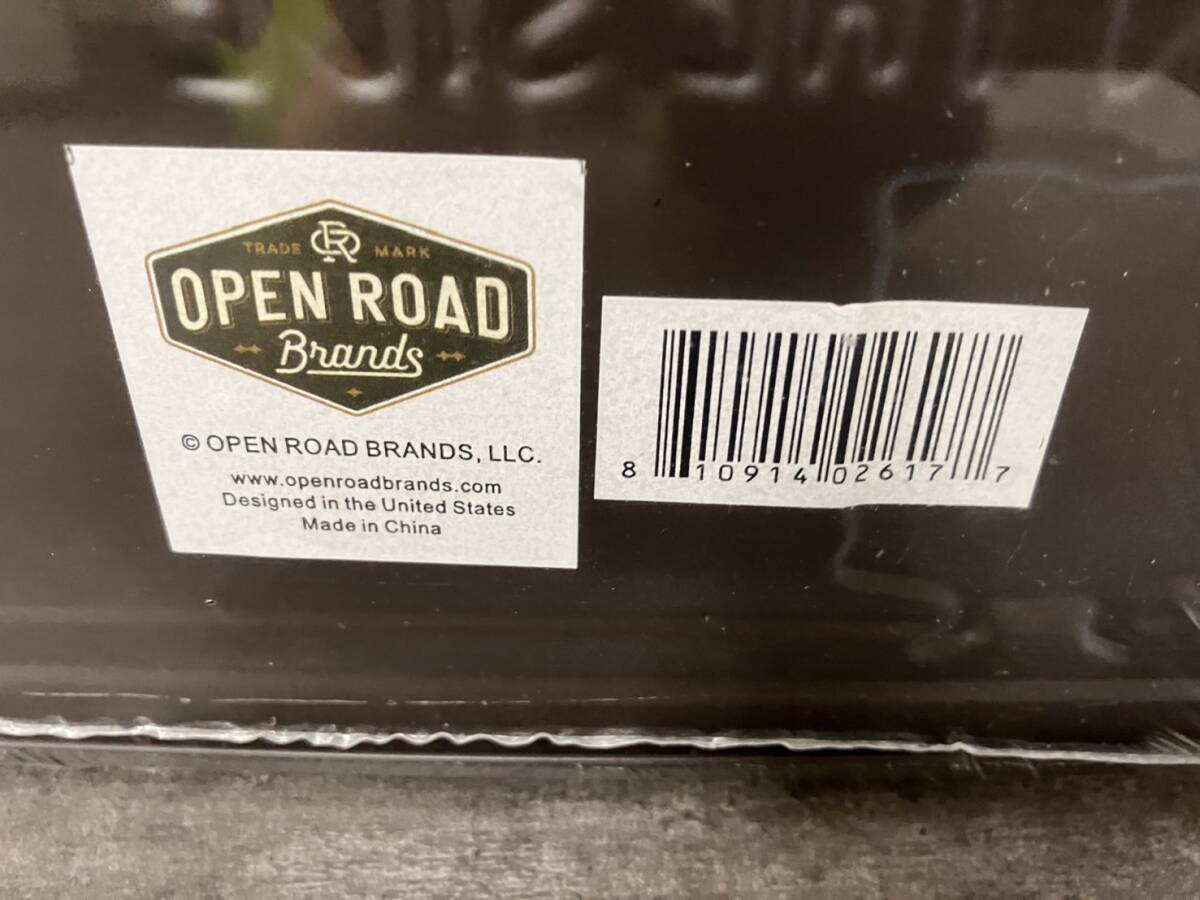 TRADE MARK
OPEN ROAD
Brands
© OPEN ROAD BRANDS, LLC.
www.openroadbrands.com
Designed in the United States
Made in China
8 10914 02617 7